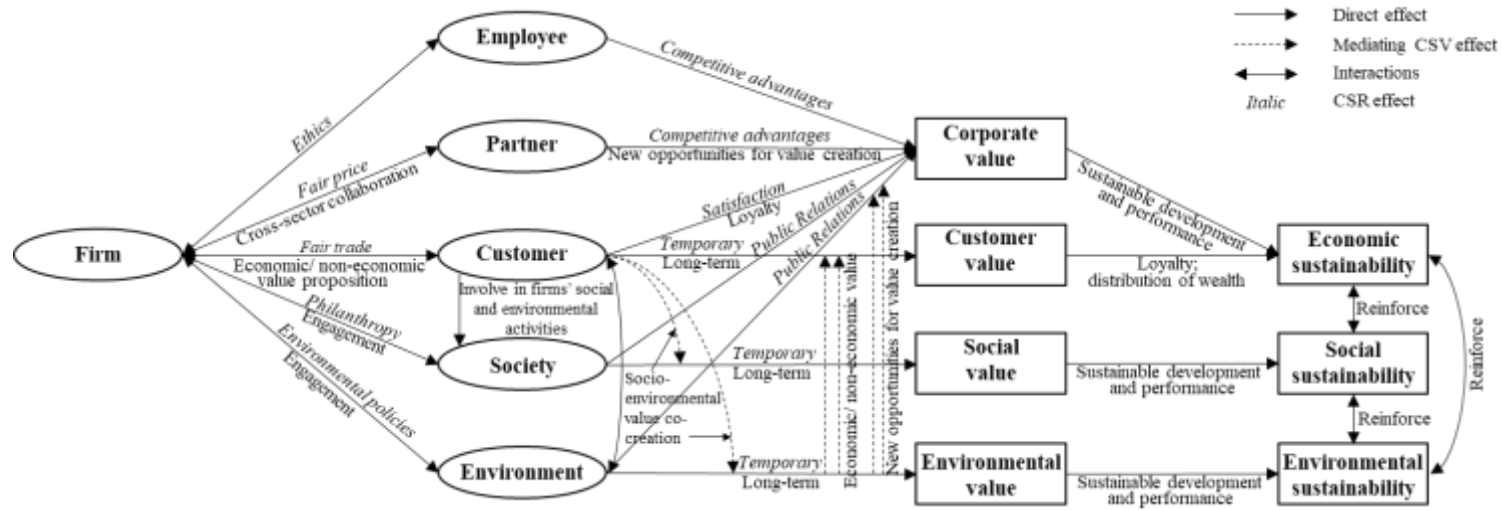 Direct effect
Mediating CSV effect
Interactions
Italic
CSR effect
Employee
Competitive advantages
Ethics
Partner
Competitive advantages
New opportunities for value creation
Corporate
value
Fair price
Cross-sector collaboration
Satisfaction
Loyalty
Public Relations
Public Relations
Sustainable development
and performance
Firm
Fair trade
Economic/ non-economic
value proposition
Customer
Temporary
Long-term
Customer
value
Loyalty;
distribution of wealth
Economic
sustainability
Involve in firms' social
and environmental
activities
Philanthropy
Engagement
Economic/ non-economic value
New opportunities for value creation
Reinforce
Reinforce
Society
Temporary
Long-term
Social
value
Sustainable development
and performance
Social
sustainability
Environmental policies
Engagement
Socio-
environmental
value co-
creation
Reinforce
Environment
Temporary
Long-term
Environmental
value
Sustainable development
and performance
Environmental
sustainability